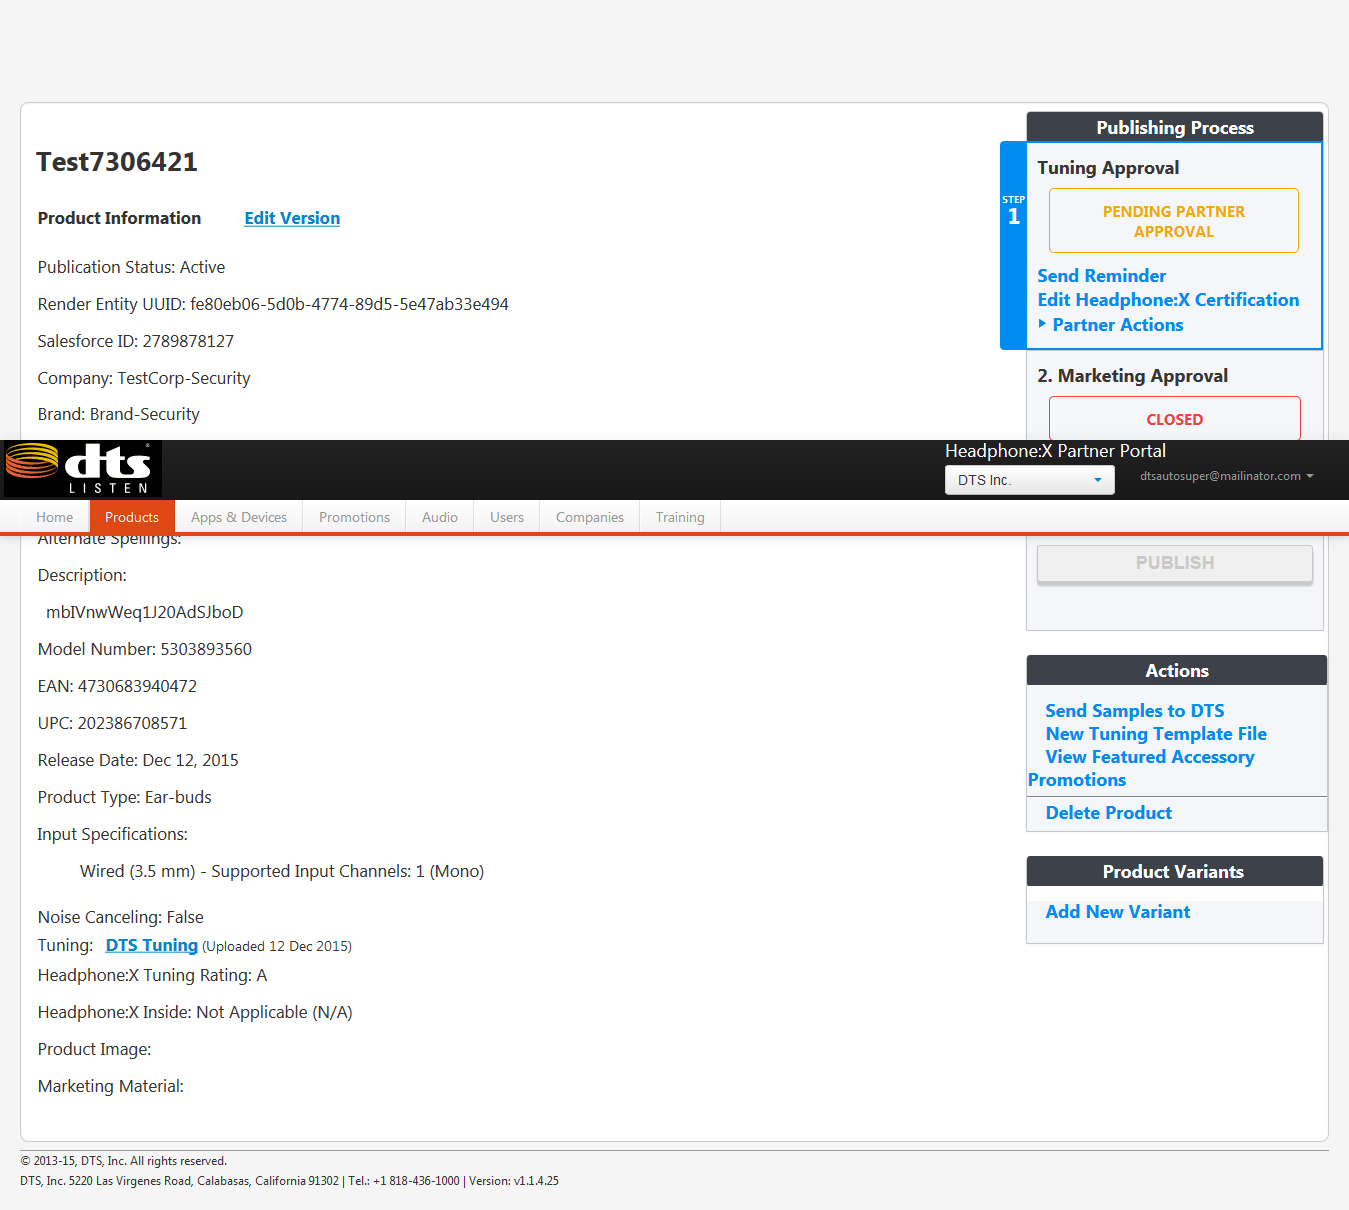 Test7306421
Product Information Edit Version
Publication Status: Active
Render Entity UUID: fe80eb06-5d0b-4774-89d5-5e47ab33e494
Salesforce ID: 2789878127
Company: TestCorp-Security
Brand: Brand-Security
Publishing Process
STEP
1
Tuning Approval
PENDING PARTNER
APPROVAL
Send Reminder
Edit Headphone:X Certification
Partner Actions
2. Marketing Approval
CLOSED
dts
LISTEN
Headphone:X Partner Portal
DTS Inc.
dtsautosuper@mailinator.com
Home Products Apps & Devices Promotions Audio Users Companies Training
Alternate Spellings:
Description:
mbIVnwWeq1J20AdSJboD
Model Number: 5303893560
EAN: 4730683940472
UPC: 202386708571
Release Date: Dec 12, 2015
Product Type: Ear-buds
Input Specifications:
Wired (3.5 mm) - Supported Input Channels: 1 (Mono)
Noise Canceling: False
Tuning: DTS Tuning (Uploaded 12 Dec 2015)
Headphone:X Tuning Rating: A
Headphone:X Inside: Not Applicable (N/A)
Product Image:
Marketing Material:
PUBLISH
Actions
Send Samples to DTS
New Tuning Template File
View Featured Accessory
Promotions
Delete Product
Product Variants
Add New Variant
© 2013-15, DTS, Inc. All rights reserved.
DTS, Inc. 5220 Las Virgenes Road, Calabasas, California 91302 | Tel.: +1 818-436-1000 | Version: v1.1.4.25